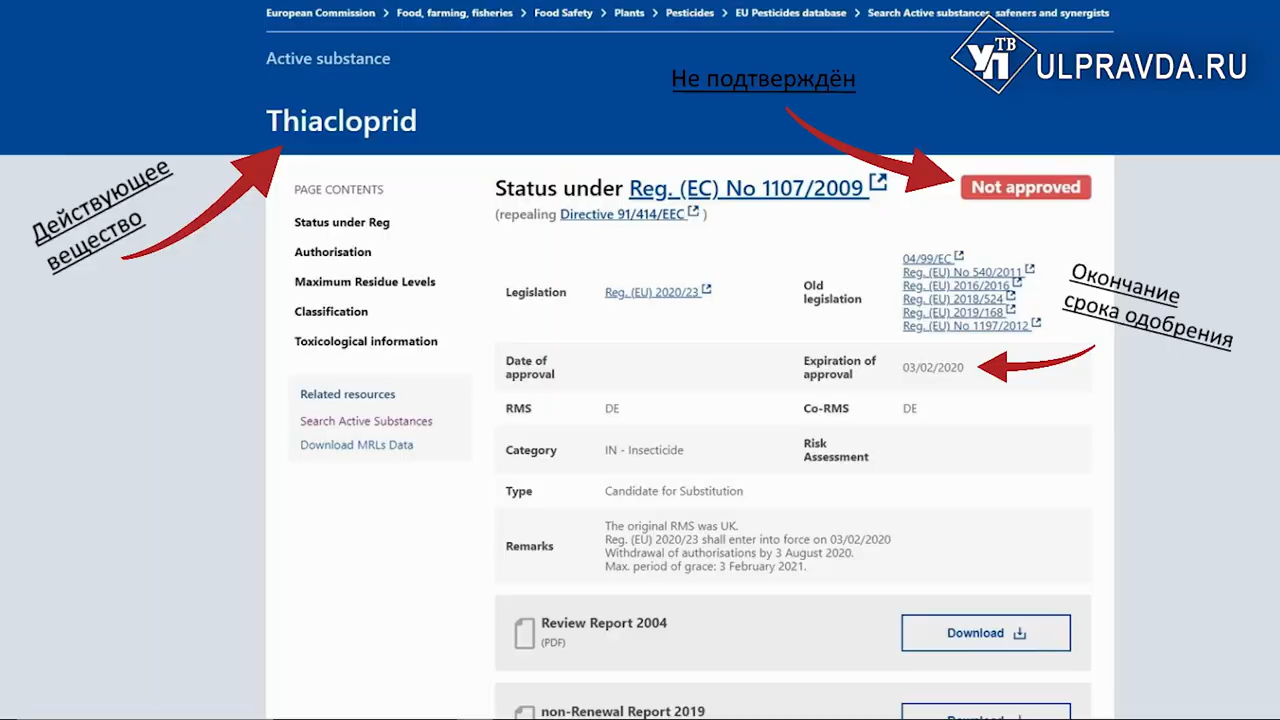 European Commission > Food, farming, fisheries > Food Safety > Plants > Pesticides > EU Pesticides database > Search Active substances, safeners and synergists
УП ТВ ULPRAVDA.RU
Active substance
Не подтверждён
Thiacloprid
Действующее
вещество
PAGE CONTENTS
Status under Reg
Authorisation
Maximum Residue Levels
Classification
Toxicological information
Related resources
Search Active Substances
Download MRLs Data
Status under Reg. (EC) No 1107/2009
Not approved
(repealing Directive 91/414/EEC )
Legislation
Reg. (EU) 2020/23
Old
legislation
04/99/EC
Reg. (EU) No 540/2011
Reg. (EU) 2016/2016
Reg. (EU) 2018/524
Reg. (EU) 2019/168
Reg. (EU) No 1197/2012
Окончание
срока одобрения
Date of
approval
Expiration of
approval
03/02/2020
RMS
DE
Co-RMS
DE
Category
IN - Insecticide
Risk
Assessment
Type
Candidate for Substitution
Remarks
The original RMS was UK.
Reg. (EU) 2020/23 shall enter into force on 03/02/2020
Withdrawal of authorisations by 3 August 2020.
Max. period of grace: 3 February 2021.
Review Report 2004
(PDF)
Download
non-Renewal Report 2019
Download